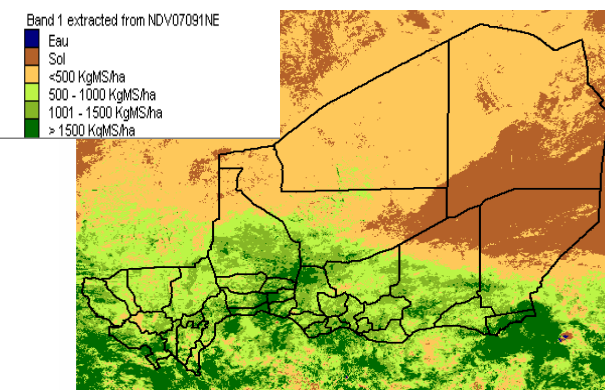 Band 1 extracted from NDV07091NE
Eau
Sol
<500 KgMS/ha
500 - 1000 KgMS/ha
1001 - 1500 KgMS/ha
> 1500 KgMS/ha